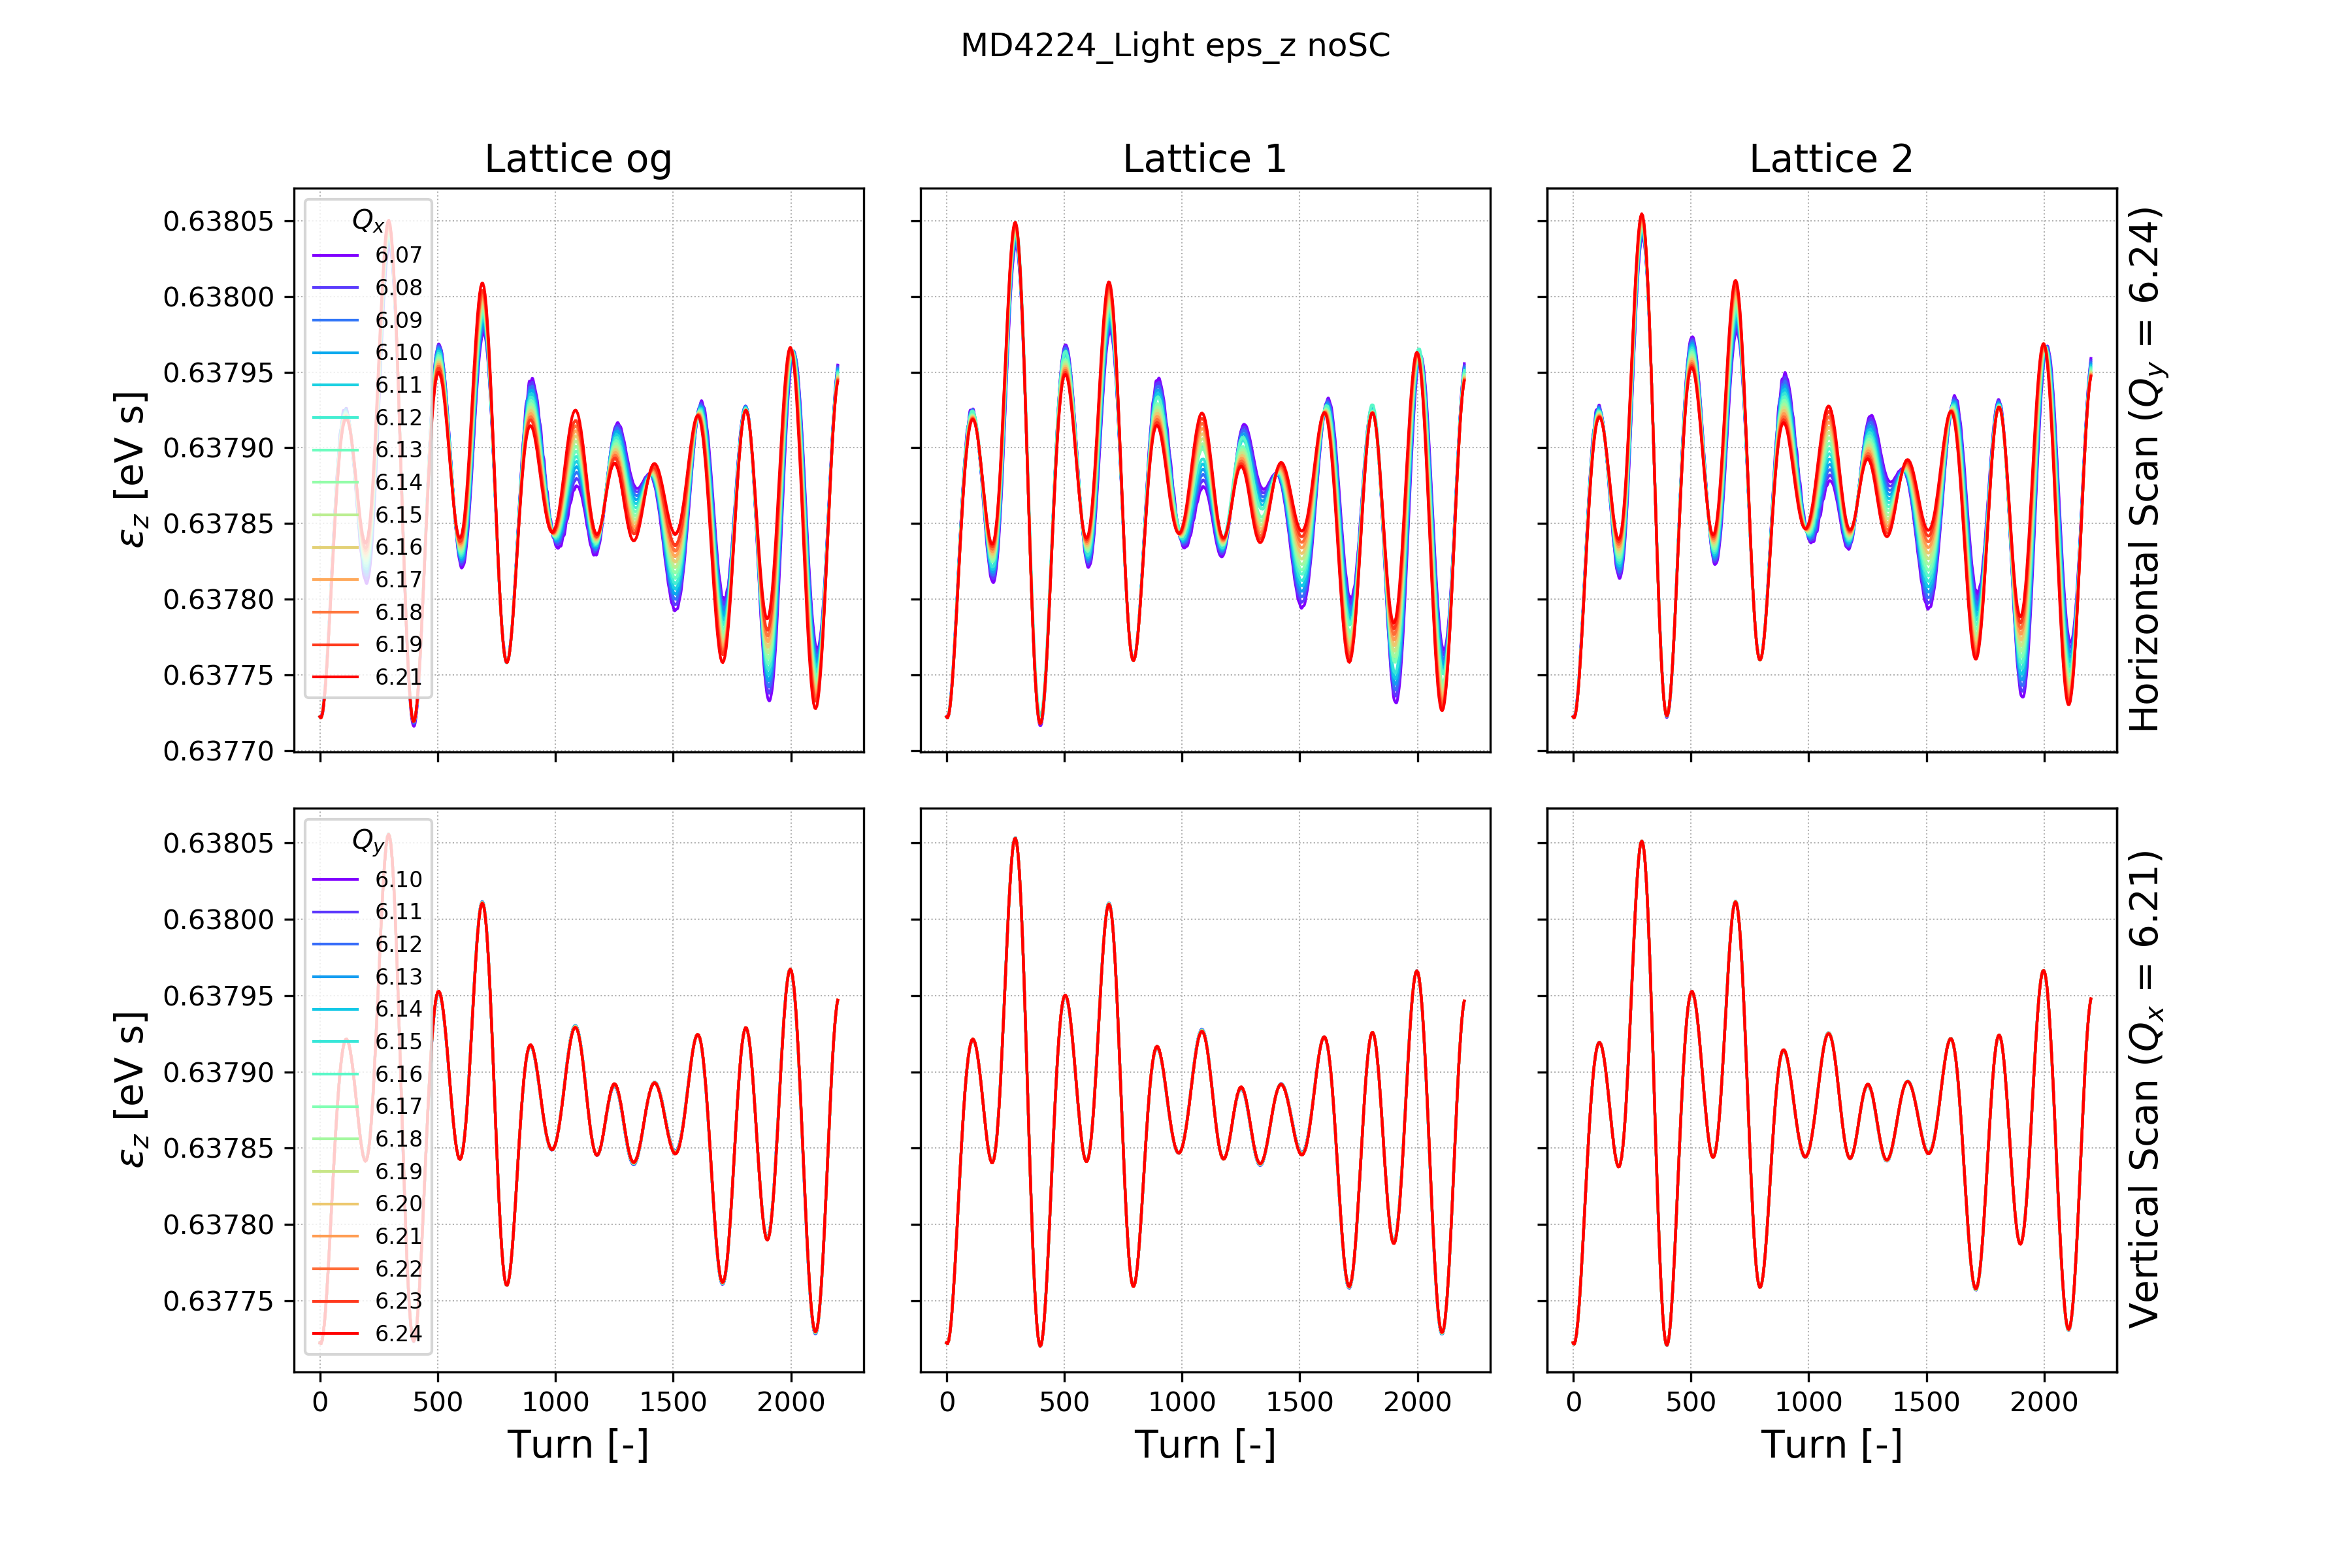 MD4224_Light eps_z noSC
Lattice og
Lattice 1
Lattice 2
ε_z [eV s]
0.63805
0.63800
0.63795
0.63790
0.63785
0.63780
0.63775
0.63770
Q_x
6.07
6.08
6.09
6.10
6.11
6.12
6.13
6.14
6.15
6.16
6.17
6.18
6.19
6.21
Horizontal Scan (Q_y = 6.24)
ε_z [eV s]
0.63805
0.63800
0.63795
0.63790
0.63785
0.63780
0.63775
Q_y
6.10
6.11
6.12
6.13
6.14
6.15
6.16
6.17
6.18
6.19
6.20
6.21
6.22
6.23
6.24
Vertical Scan (Q_x = 6.21)
0 500 1000 1500 2000
0 500 1000 1500 2000
0 500 1000 1500 2000
Turn [-]
Turn [-]
Turn [-]